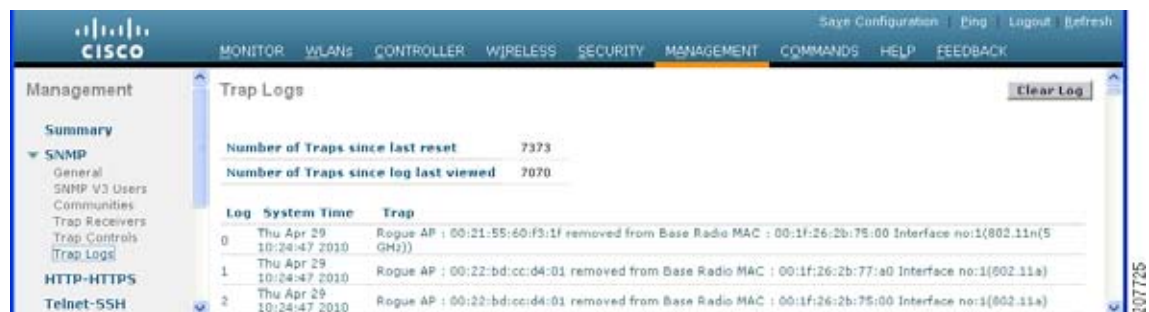 Save Configuration | Ping | Logout | Refresh
CISCO
MONITOR WLANs CONTROLLER WIRELESS SECURITY MANAGEMENT COMMANDS HELP FEEDBACK
Management
Summary
SNMP
General
SNMP V3 Users
Communities
Trap Receivers
Trap Controls
Trap Logs
HTTP-HTTPS
Telnet-SSH
Trap Logs
Clear Log
Number of Traps since last reset 7373
Number of Traps since log last viewed 7070
Log System Time Trap
0 Thu Apr 29 10:24:47 2010 Rogue AP : 00:21:55:60:f3:1f removed from Base Radio MAC : 00:1f:26:2b:75:00 Interface no:1(802.11n(5
GHz))
1 Thu Apr 29 10:24:47 2010 Rogue AP : 00:22:bd:cc:d4:01 removed from Base Radio MAC : 00:1f:26:2b:77:a0 Interface no:1(802.11a)
2 Thu Apr 29 10:24:47 2010 Rogue AP : 00:22:bd:cc:d4:01 removed from Base Radio MAC : 00:1f:26:2b:75:00 Interface no:1(802.11a)
207725